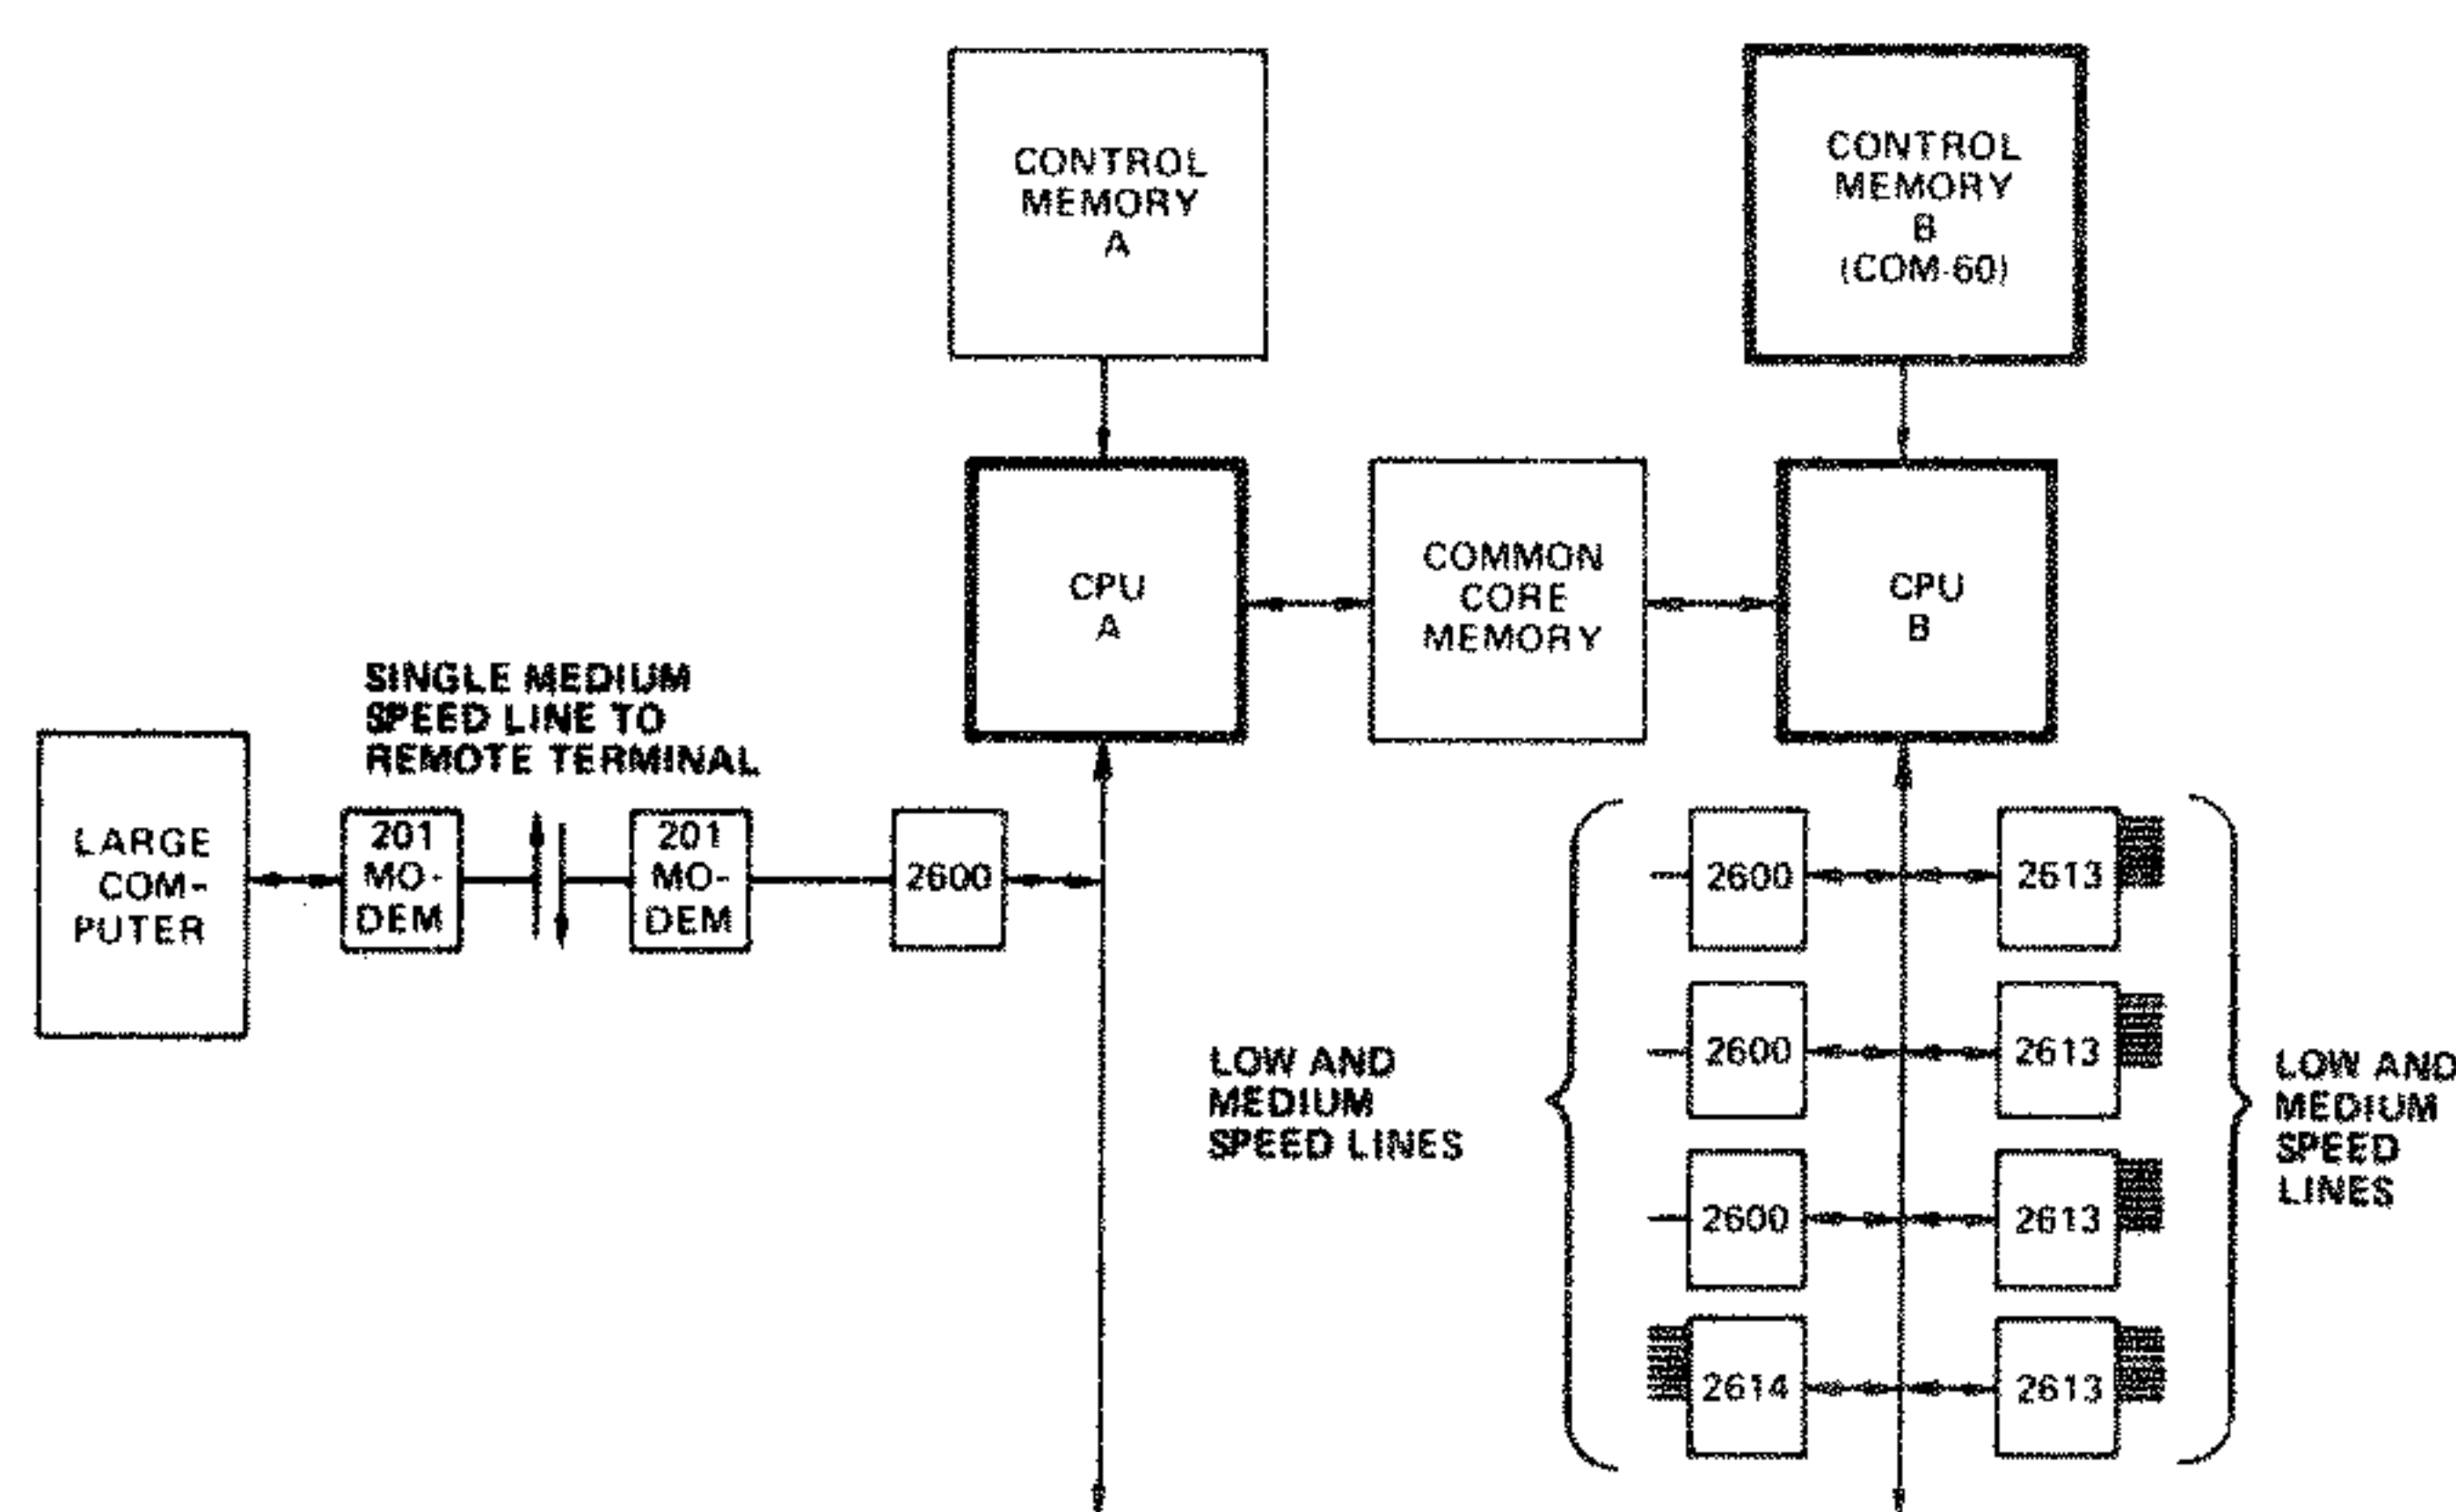 CONTROL
MEMORY
A
CONTROL
MEMORY
B
(COM-60)
CPU
A
COMMON
CORE
MEMORY
CPU
B
SINGLE MEDIUM
SPEED LINE TO
REMOTE TERMINAL
LARGE
COM-
PUTER
201
MO-
DEM
201
MO-
DEM
2600
LOW AND
MEDIUM
SPEED LINES
2600
2613
2600
2613
2600
2613
2614
2613
LOW AND
MEDIUM
SPEED
LINES